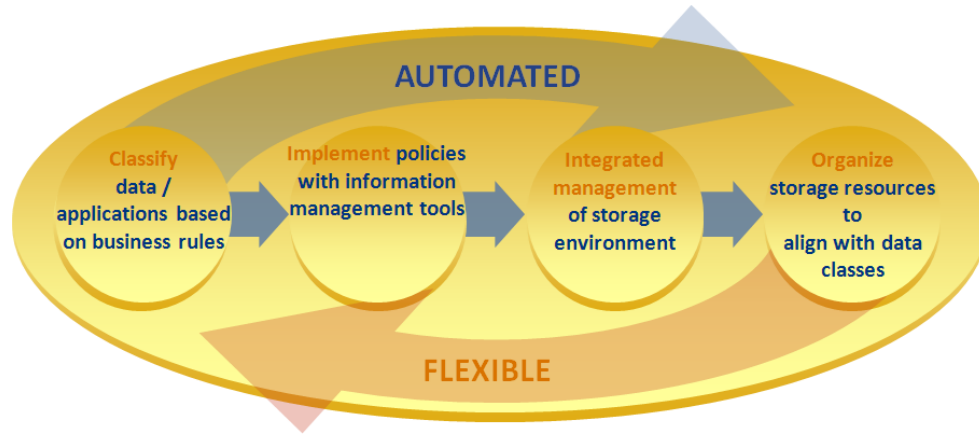 AUTOMATED
Classify
data /
applications based
on business rules
Implement policies
with information
management tools
Integrated
management
of storage
environment
Organize
storage resources
to
align with data
classes
FLEXIBLE